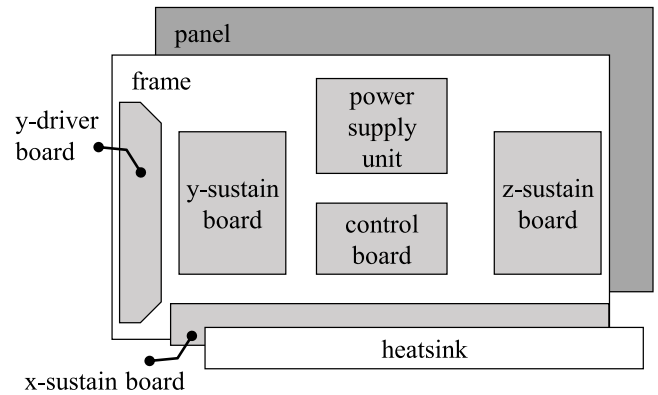 panel
frame
y-driver
board
power
supply
unit
y-sustain
board
control
board
z-sustain
board
heatsink
x-sustain board